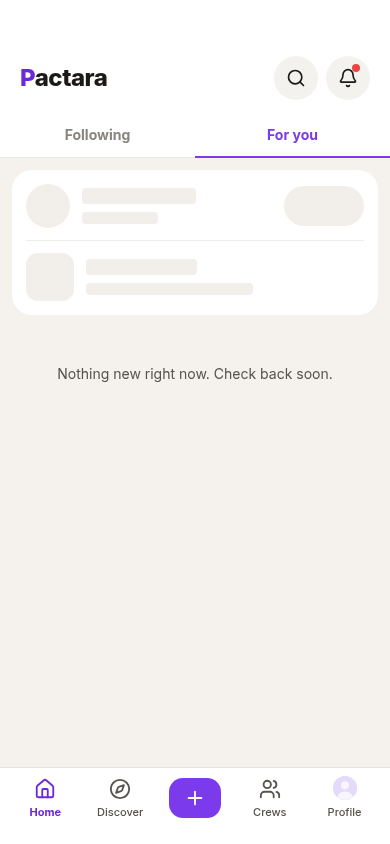 Pactara
Following
For you
Nothing new right now. Check back soon.
Home
Discover
Crews
Profile